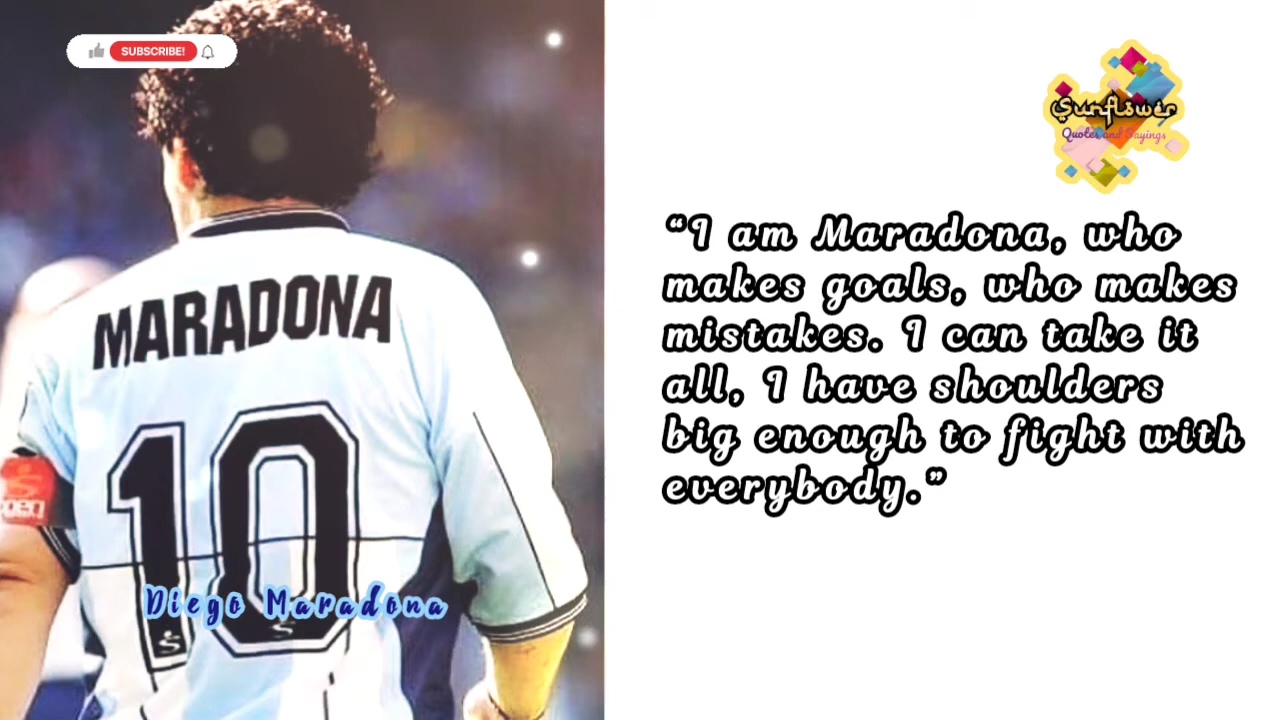 SUBSCRIBE!
MARADONA
10
Diego Maradona
Sunflower
Quotes and Sayings
“I am Maradona, who
makes goals, who makes
mistakes. I can take it
all, I have shoulders
big enough to fight with
everybody.”